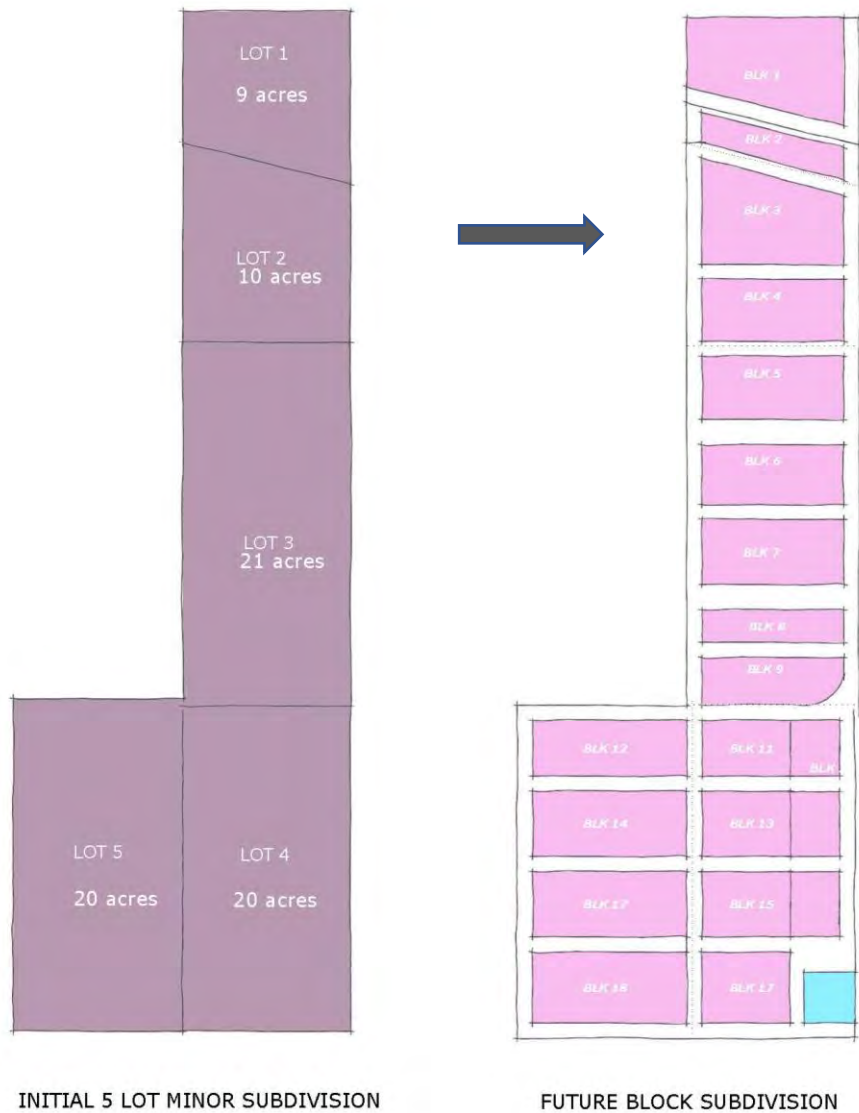 LOT 1
9 acres
LOT 2
10 acres
LOT 3
21 acres
LOT 5
20 acres
LOT 4
20 acres
INITIAL 5 LOT MINOR SUBDIVISION
BLK 1
BLK 2
BLK 3
BLK 4
BLK 5
BLK 6
BLK 7
BLK 8
BLK 9
BLK 12
BLK 11
BLK
BLK 14
BLK 13
BLK 17
BLK 15
BLK 17
FUTURE BLOCK SUBDIVISION